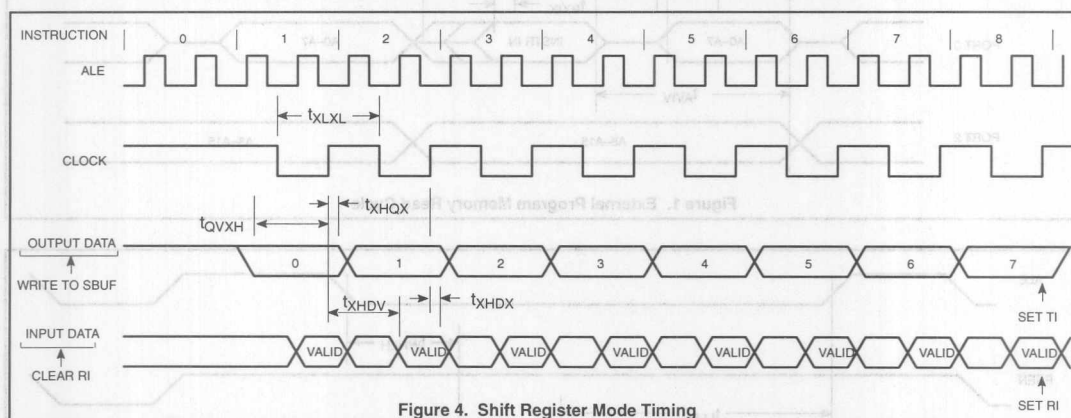 INSTRUCTION 0 1 2 3 4 5 6 7 8
ALE
tXLXL
CLOCK
tQVXH tXHQX
OUTPUT DATA 0 1 2 3 4 5 6 7
WRITE TO SBUF
tXHDV tXHDX
SET TI
INPUT DATA VALID VALID VALID VALID VALID VALID VALID VALID
CLEAR RI
SET RI
Figure 4. Shift Register Mode Timing